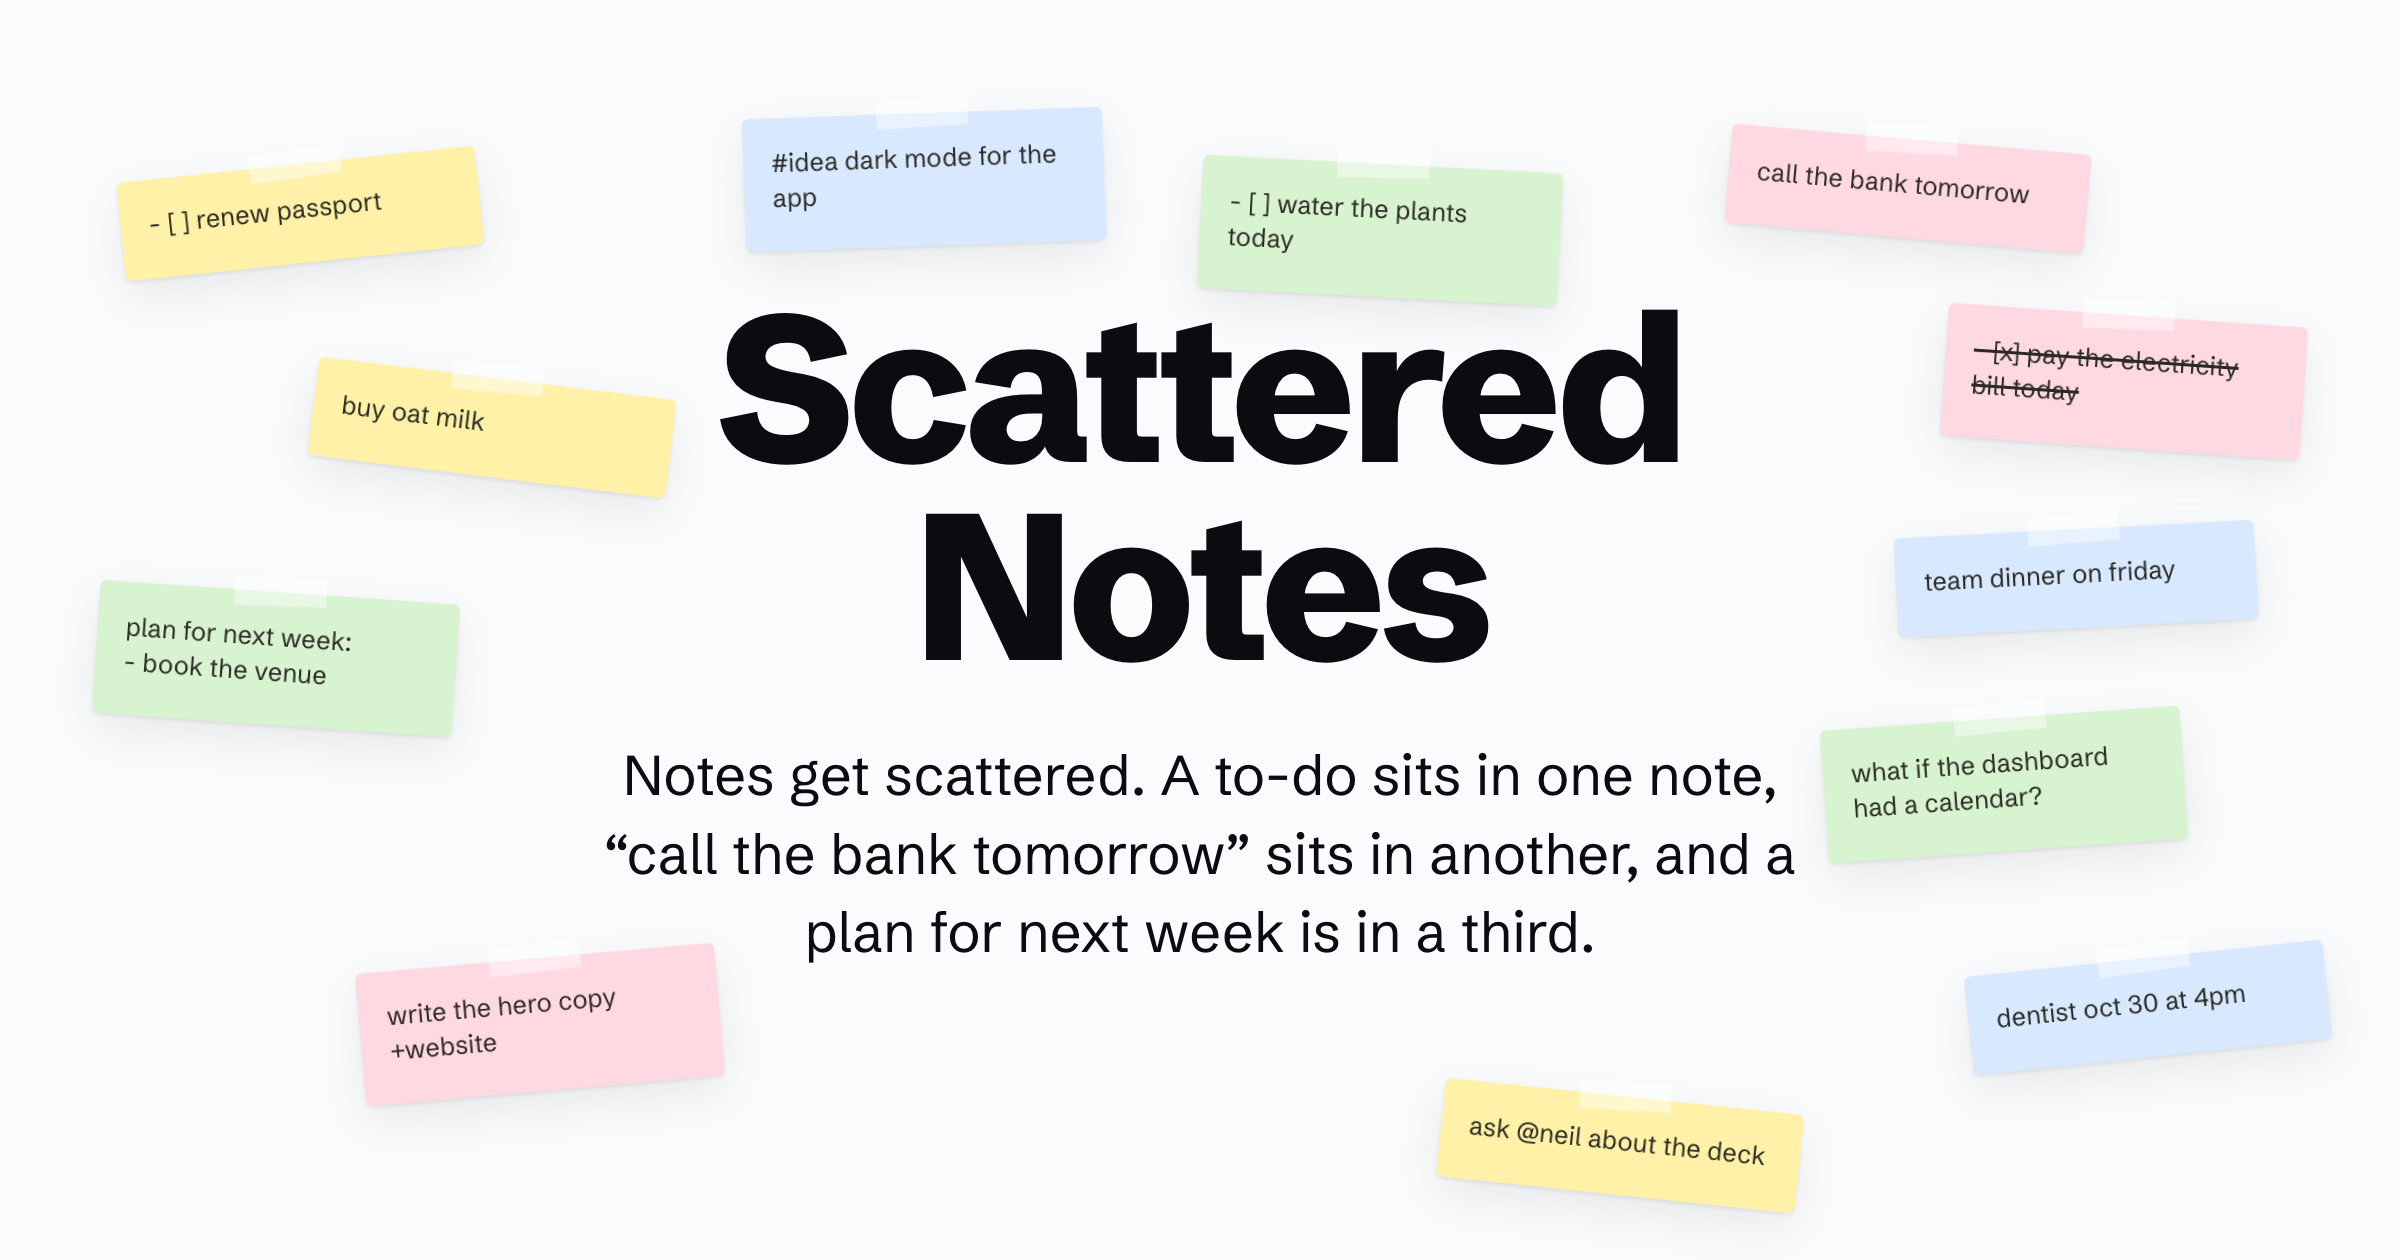 - [ ] renew passport
#idea dark mode for the
app
- [ ] water the plants
today
call the bank tomorrow
buy oat milk
- [x] pay the electricity
bill today
Scattered
Notes
plan for next week:
- book the venue
team dinner on friday
Notes get scattered. A to-do sits in one note,
“call the bank tomorrow” sits in another, and a
plan for next week is in a third.
what if the dashboard
had a calendar?
write the hero copy
+website
dentist oct 30 at 4pm
ask @neil about the deck